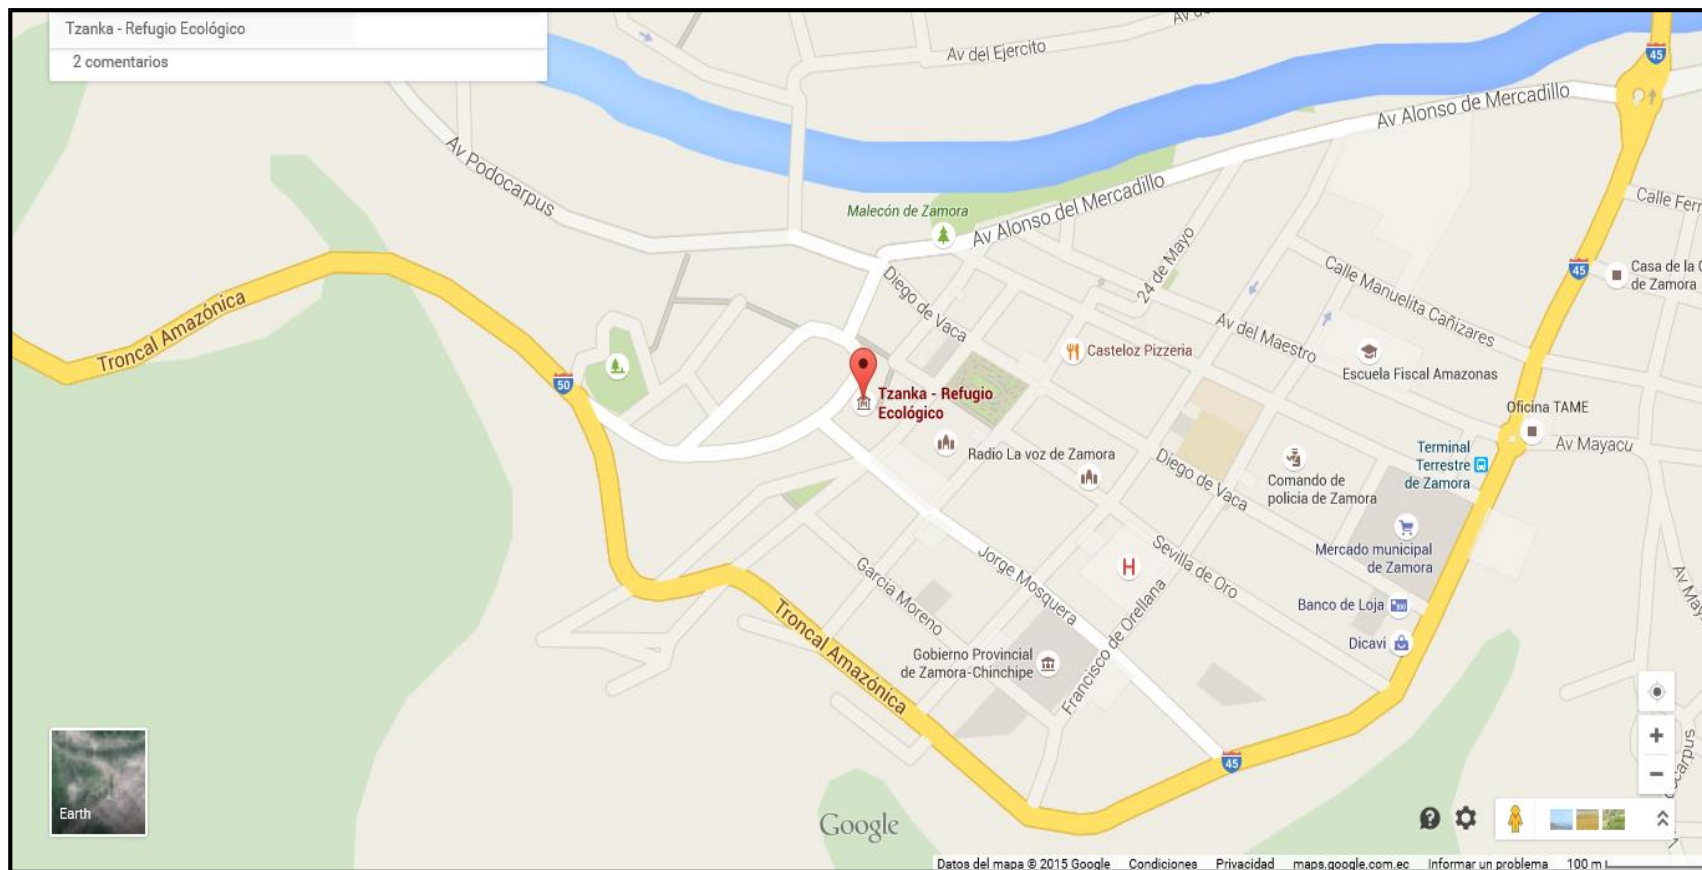 Tzanka - Refugio Ecológico
2 comentarios
Av del Ejercito
45
Av Alonso de Mercadillo
Av Podocarpus
Malecón de Zamora
Av Alonso del Mercadillo
Calle Ferr
24 de Mayo
45
Casa de la C
de Zamora
Troncal Amazónica
Diego de Vaca
Calle Manuelita Cañizares
Av del Maestro
Casteloz Pizzeria
Escuela Fiscal Amazonas
50
Tzanka - Refugio
Ecológico
Oficina TAME
Radio La voz de Zamora
Av Mayacu
Terminal
Terrestre
de Zamora
Diego de Vaca
Comando de
policia de Zamora
H
Mercado municipal
de Zamora
Sevilla de Oro
Garcia Moreno
Jorge Mosquera
Francisco de Orellana
Av May
Banco de Loja
Dicavi
Gobierno Provincial
de Zamora-Chinchipe
Troncal Amazónica
45
ocarpus
Earth
Google
Datos del mapa © 2015 Google Condiciones Privacidad maps.google.com.ec Informar un problema 100 m